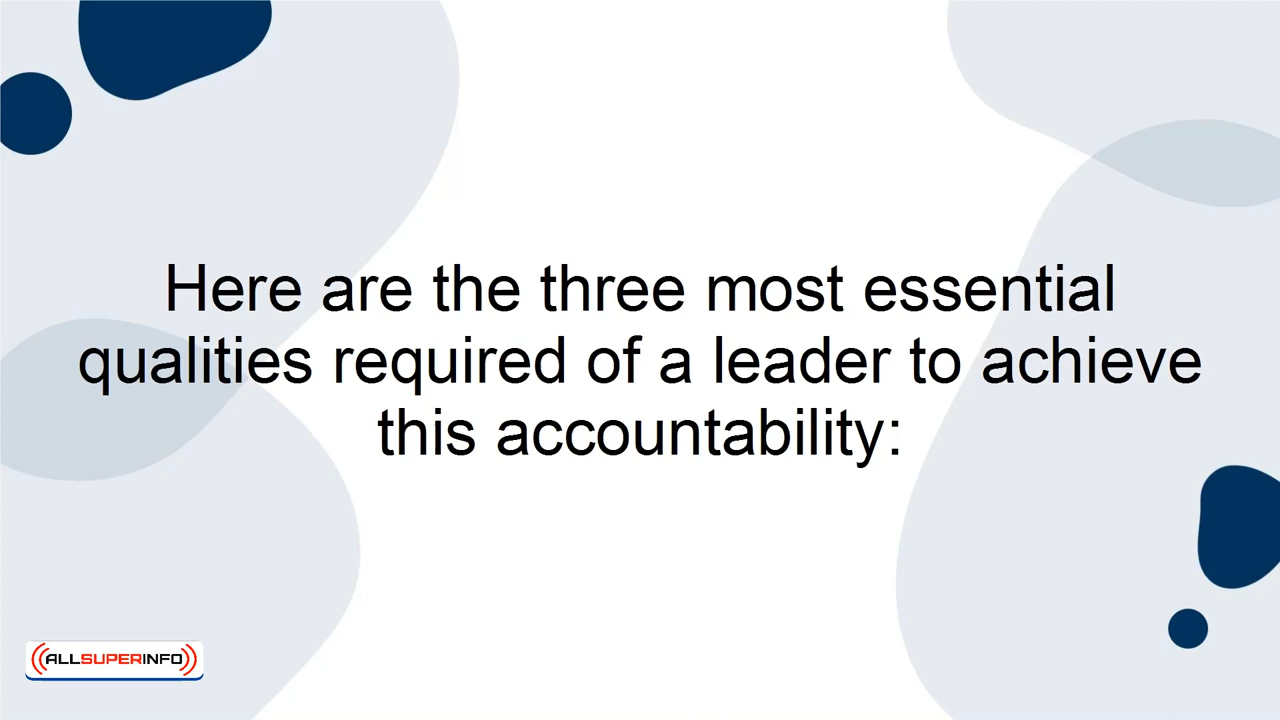 Here are the three most essential
qualities required of a leader to achieve
this accountability:
ALLSUPERINFO